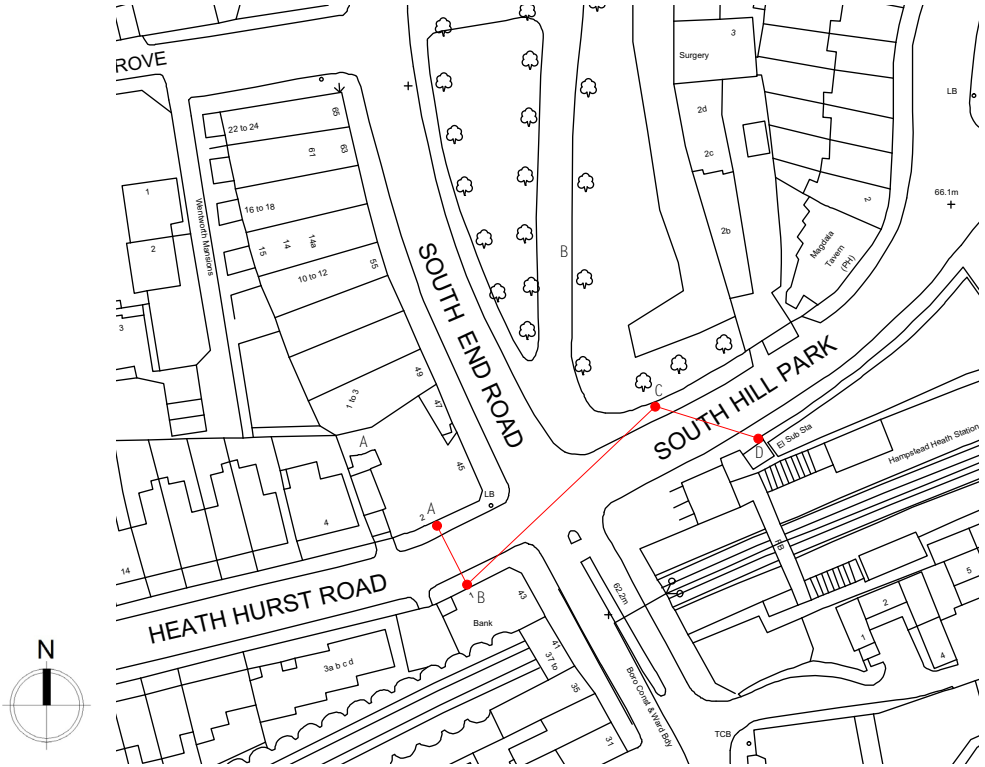 3
ROVE
Surgery
LB
22 to 24
65
2d
63
61
2c
1
66.1m
2
16 to 18
Wentworth Mansions
2b
Magdala
Tavern
(PH)
2
15
14
14a
B
SOUTH END ROAD
10 to 12
55
3
SOUTH HILL PARK
49
1 to 3
47
C
A
45
El Sub Sta
Hampstead Heath Station
D
LB
A
2
4
FB
14
5
HEATH HURST ROAD
62.2m
1
B
43
2
Bank
1
41
37 to
4
3a b c d
35
Boro Const & Ward Bdy
31
TCB
N